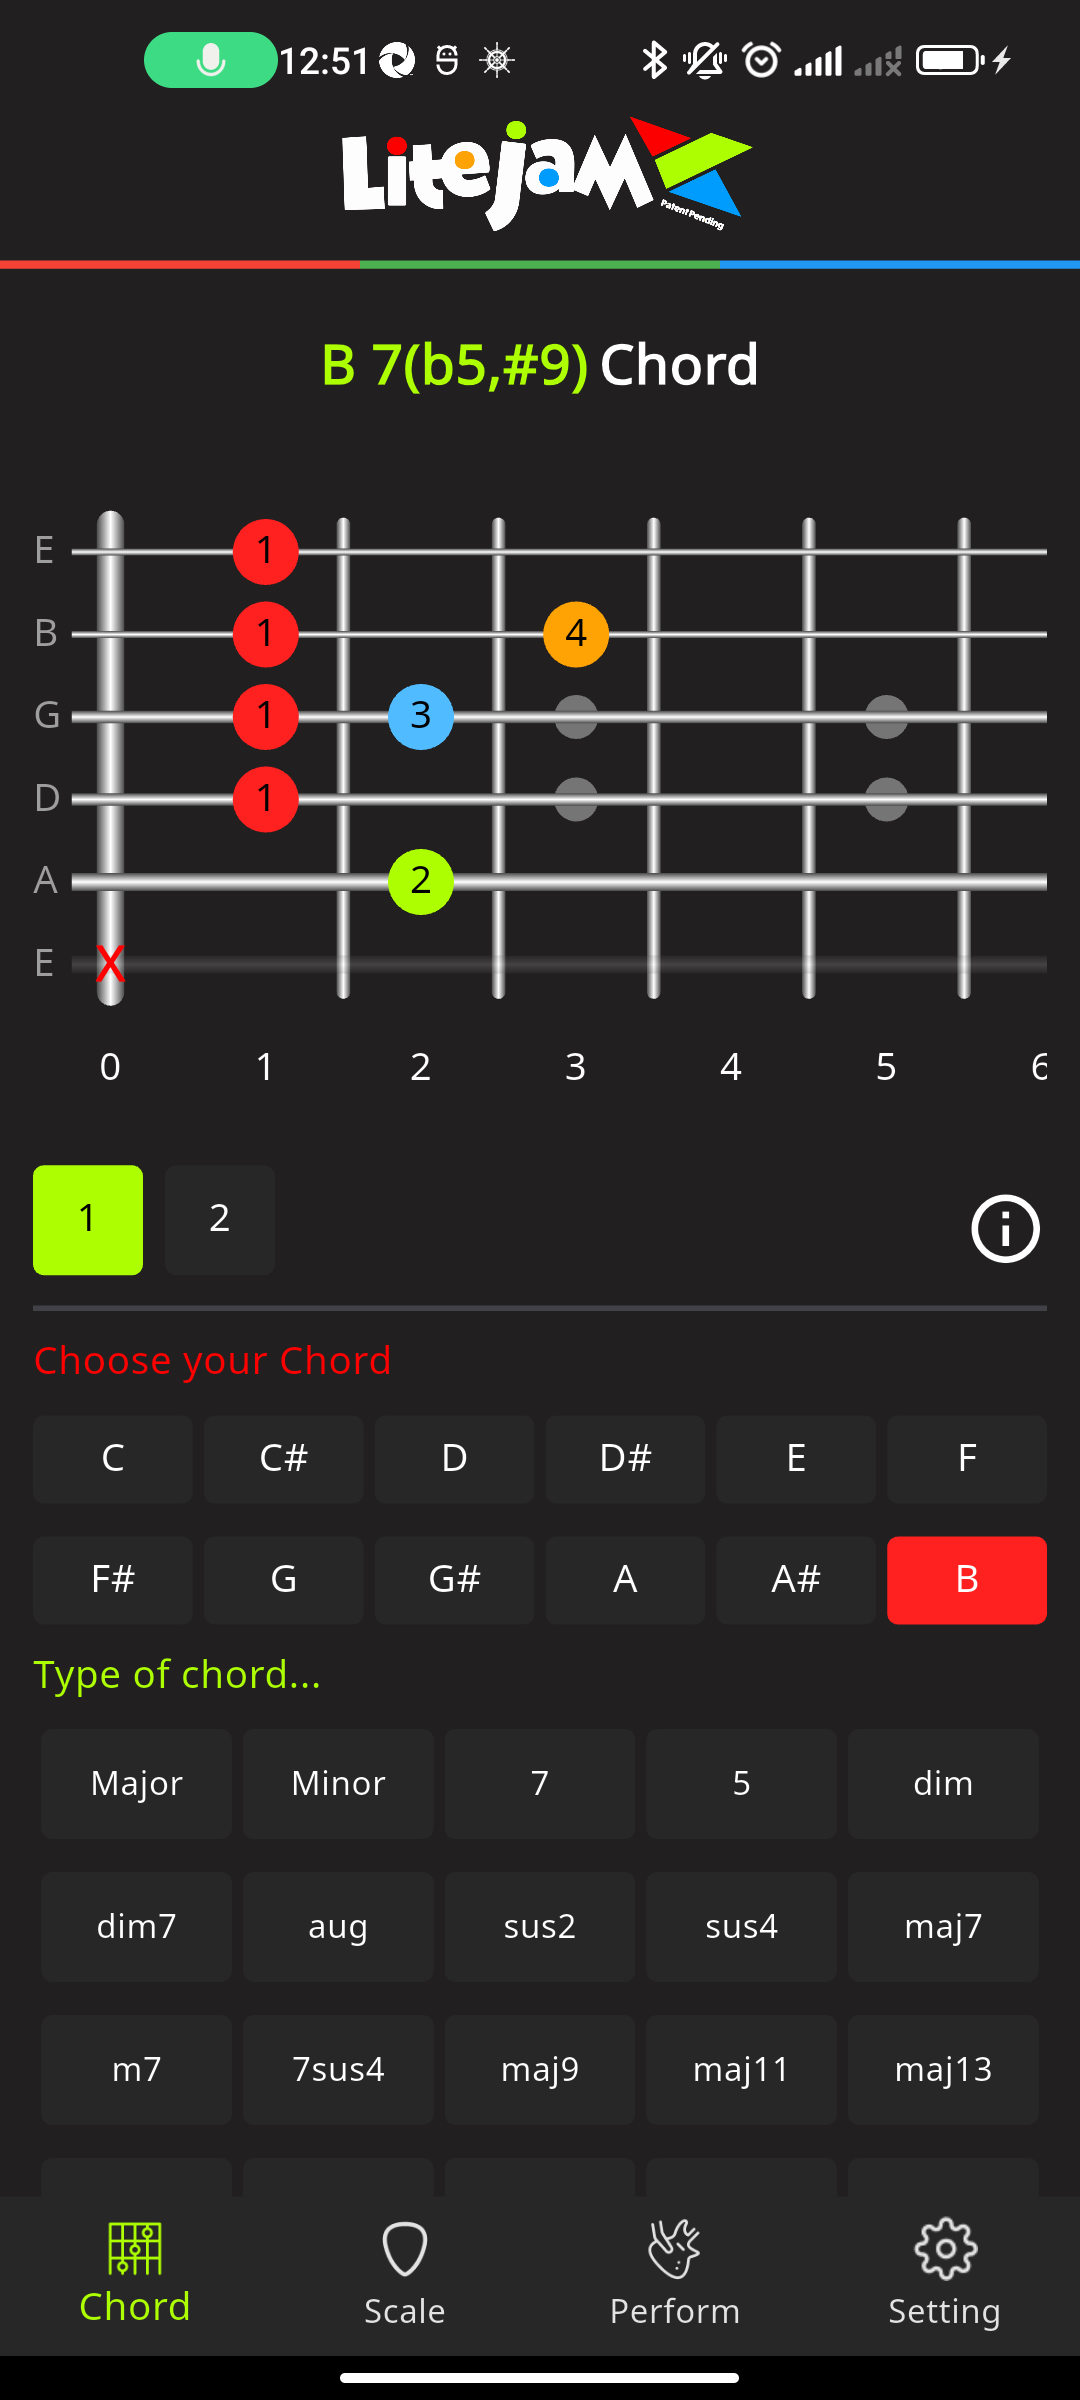 12:51
LiteJam
Patent Pending
B 7(b5,#9) Chord
E 1
B 1 4
G 1 3
D 1
A 2
E X
0 1 2 3 4 5 6
1 2
Choose your Chord
C C# D D# E F
F# G G# A A# B
Type of chord...
Major Minor 7 5 dim
dim7 aug sus2 sus4 maj7
m7 7sus4 maj9 maj11 maj13
Chord Scale Perform Setting